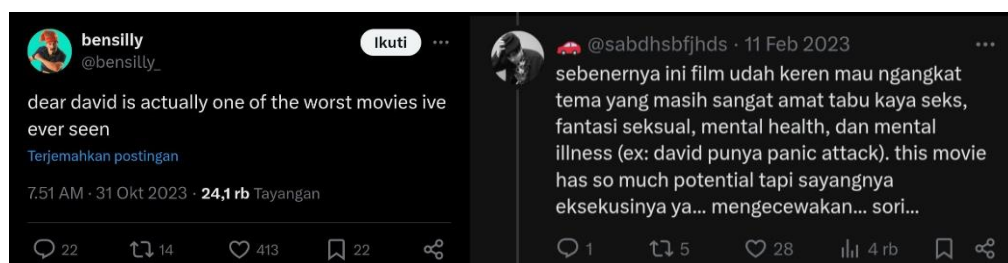 bensilly
@bensilly_
Ikuti
dear david is actually one of the worst movies ive
ever seen
Terjemahkan postingan
7.51 AM · 31 Okt 2023 · 24,1 rb Tayangan
22 14 413 22
@sabdhsbfjhds · 11 Feb 2023
sebenernya ini film udah keren mau ngangkat
tema yang masih sangat amat tabu kaya seks,
fantasi seksual, mental health, dan mental
illness (ex: david punya panic attack). this movie
has so much potential tapi sayangnya
eksekusinya ya... mengecewakan... sori...
1 5 28 4 rb